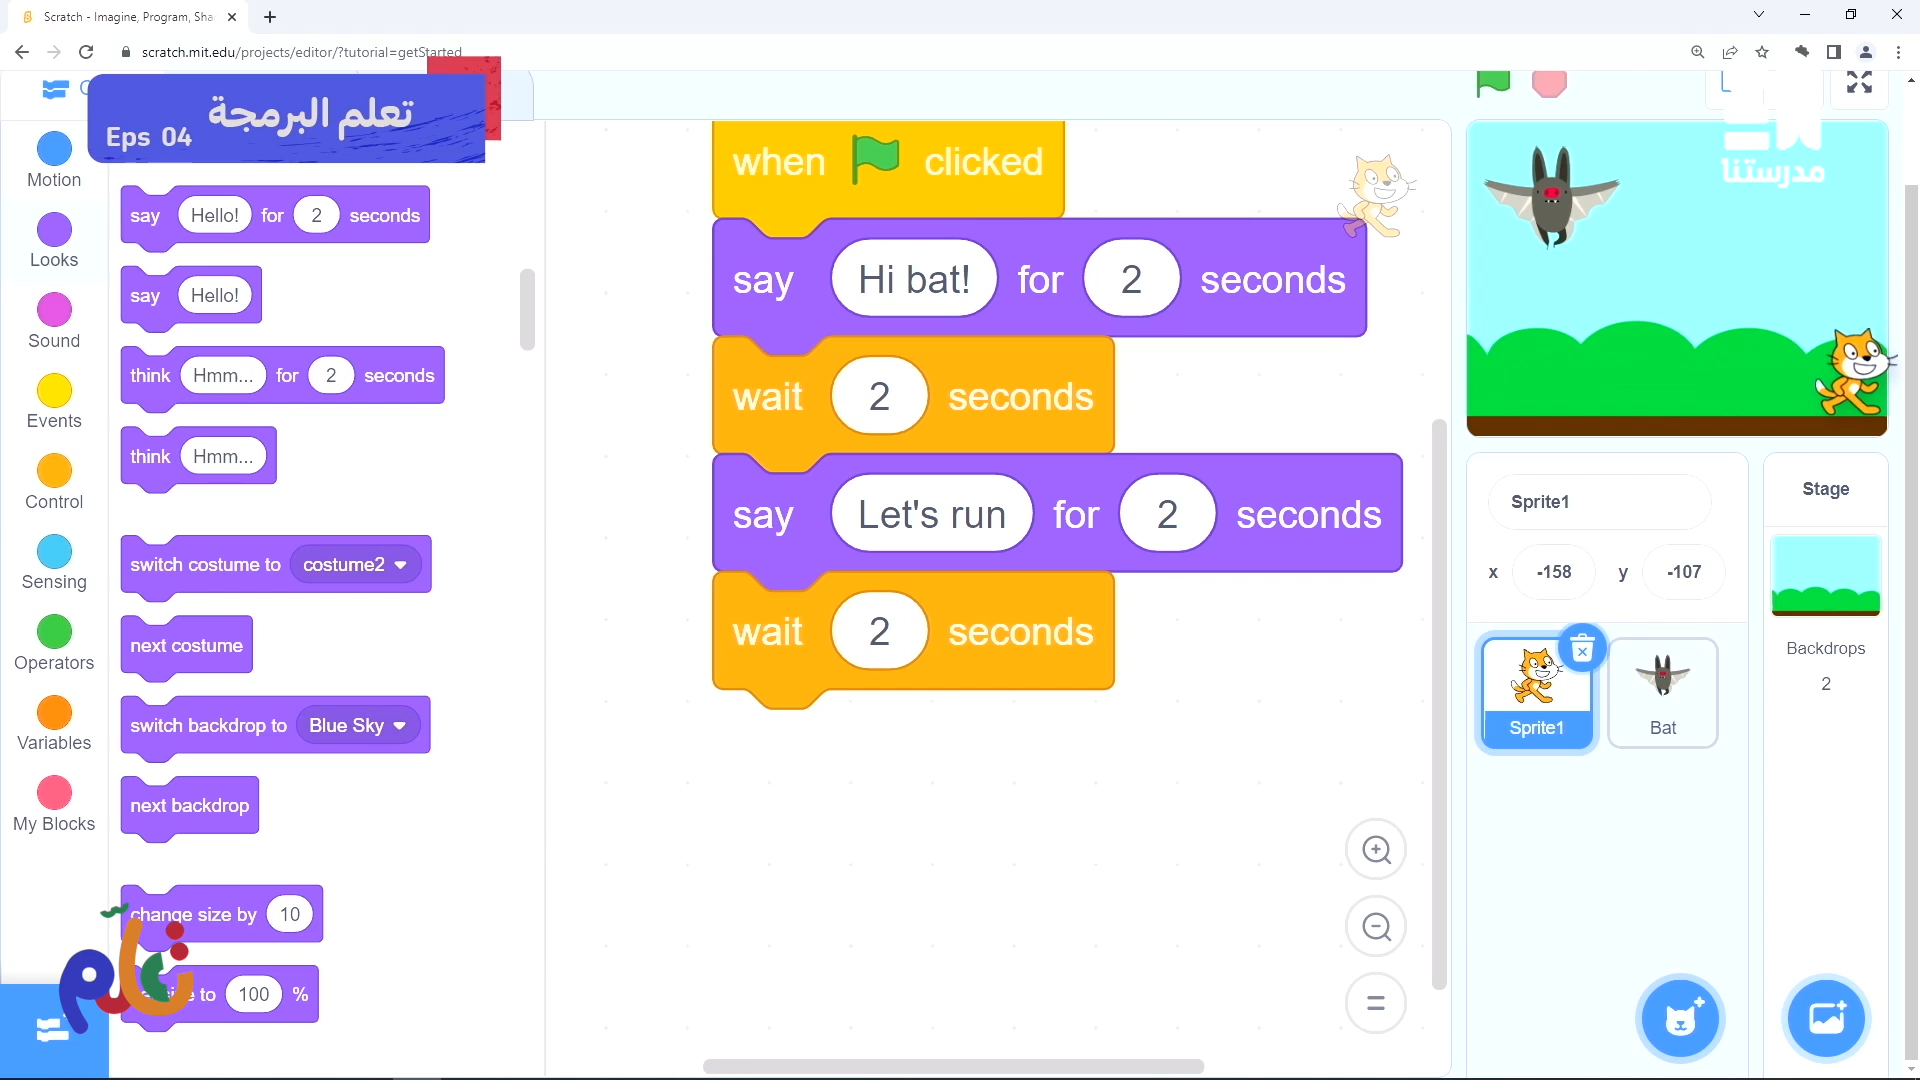 Scratch - Imagine, Program, Sha
scratch.mit.edu/projects/editor/?tutorial=getStarted
تعلم البرمجة
Eps 04
Motion
Looks
Sound
Events
Control
Sensing
Operators
Variables
My Blocks
say Hello! for 2 seconds
say Hello!
think Hmm... for 2 seconds
think Hmm...
switch costume to costume2
next costume
switch backdrop to Blue Sky
next backdrop
change size by 10
to 100 %
when clicked
say Hi bat! for 2 seconds
wait 2 seconds
say Let's run for 2 seconds
wait 2 seconds
مدرستنا
Sprite1
x -158 y -107
Sprite1
Bat
Stage
Backdrops
2